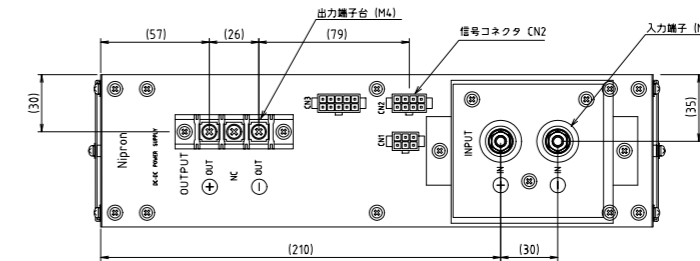 出力端子台 (M4)
(57)
(26)
(79)
信号コネクタ CN2
入力端子 (M
(30)
(35)
CN3
CN2
CN1
Nipron
DC-DC POWER SUPPLY
OUTPUT
+ OUT
NC
- OUT
INPUT
IN +
IN -
(210)
(30)